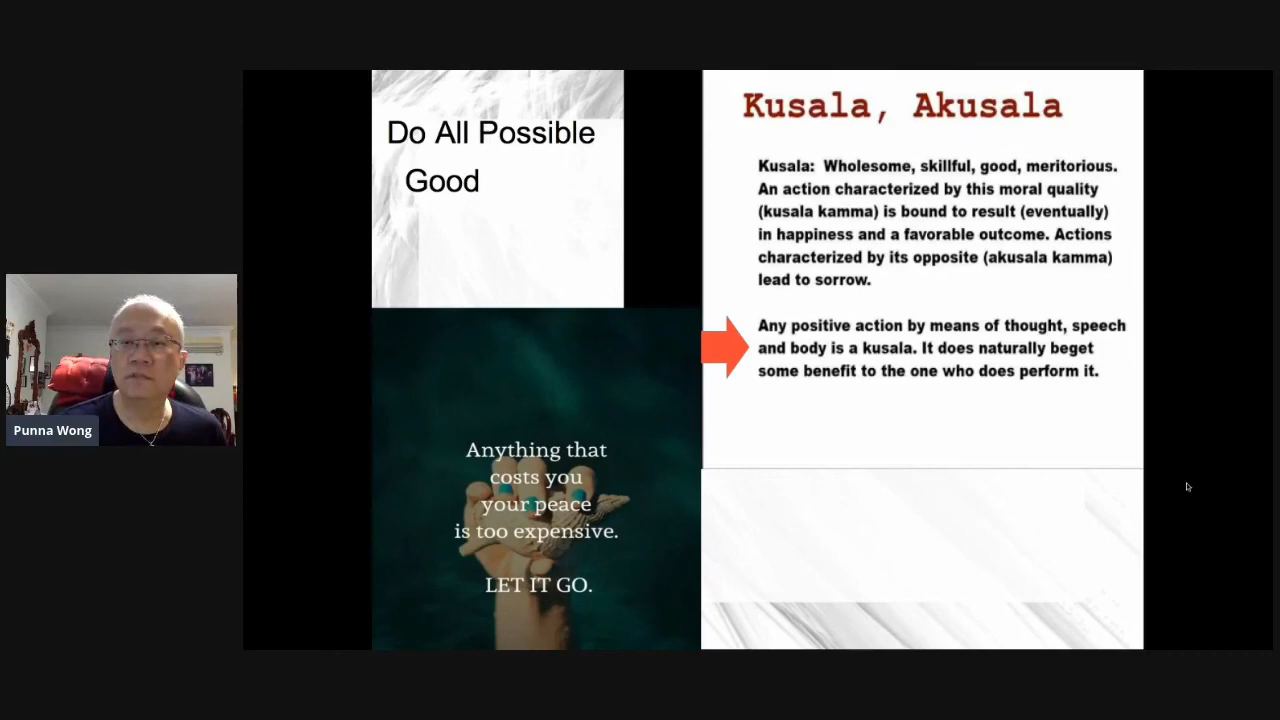 Do All Possible
Good
Anything that
costs you
your peace
is too expensive.
LET IT GO.
Kusala, Akusala
Kusala: Wholesome, skillful, good, meritorious.
An action characterized by this moral quality
(kusala kamma) is bound to result (eventually)
in happiness and a favorable outcome. Actions
characterized by its opposite (akusala kamma)
lead to sorrow.
Any positive action by means of thought, speech
and body is a kusala. It does naturally beget
some benefit to the one who does perform it.
Punna Wong